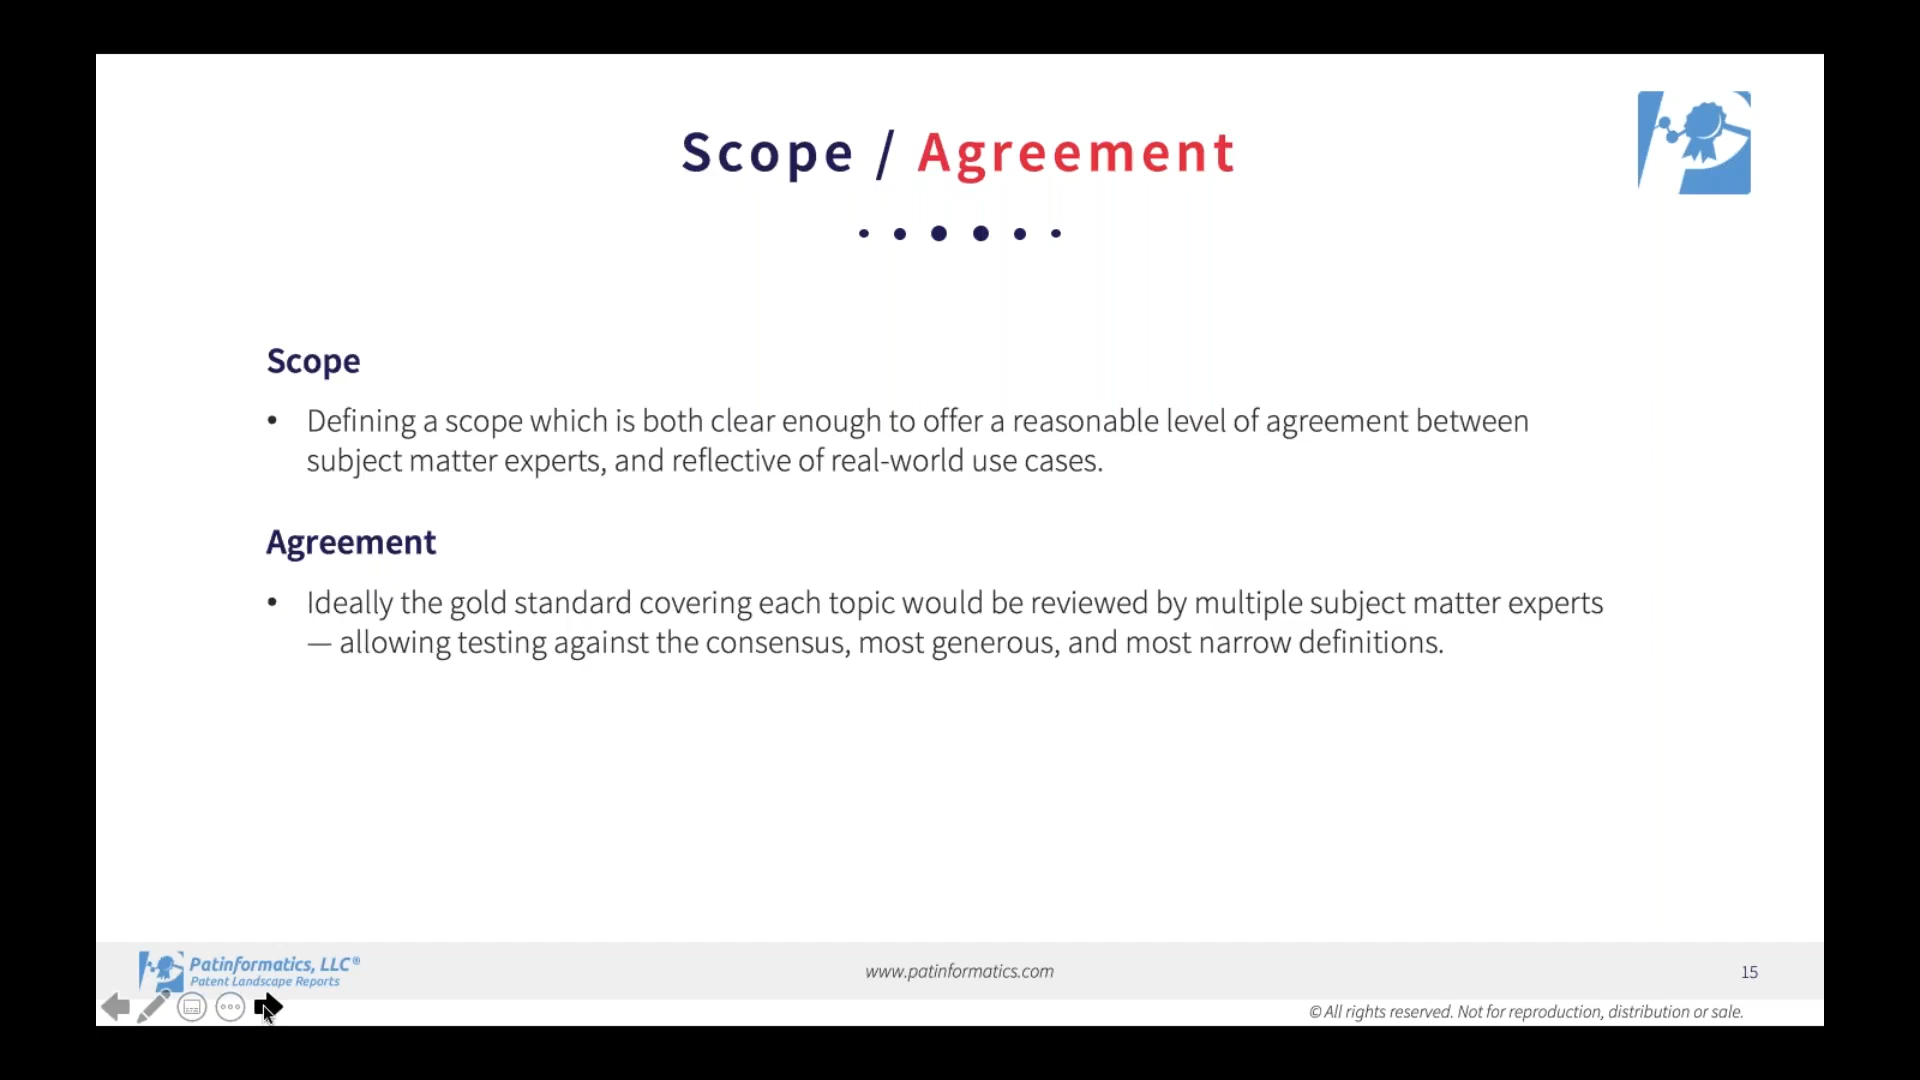 Scope / Agreement
Scope
• Defining a scope which is both clear enough to offer a reasonable level of agreement between
subject matter experts, and reflective of real-world use cases.
Agreement
• Ideally the gold standard covering each topic would be reviewed by multiple subject matter experts
— allowing testing against the consensus, most generous, and most narrow definitions.
Patinformatics, LLC®
Patent Landscape Reports
www.patinformatics.com
15
© All rights reserved. Not for reproduction, distribution or sale.